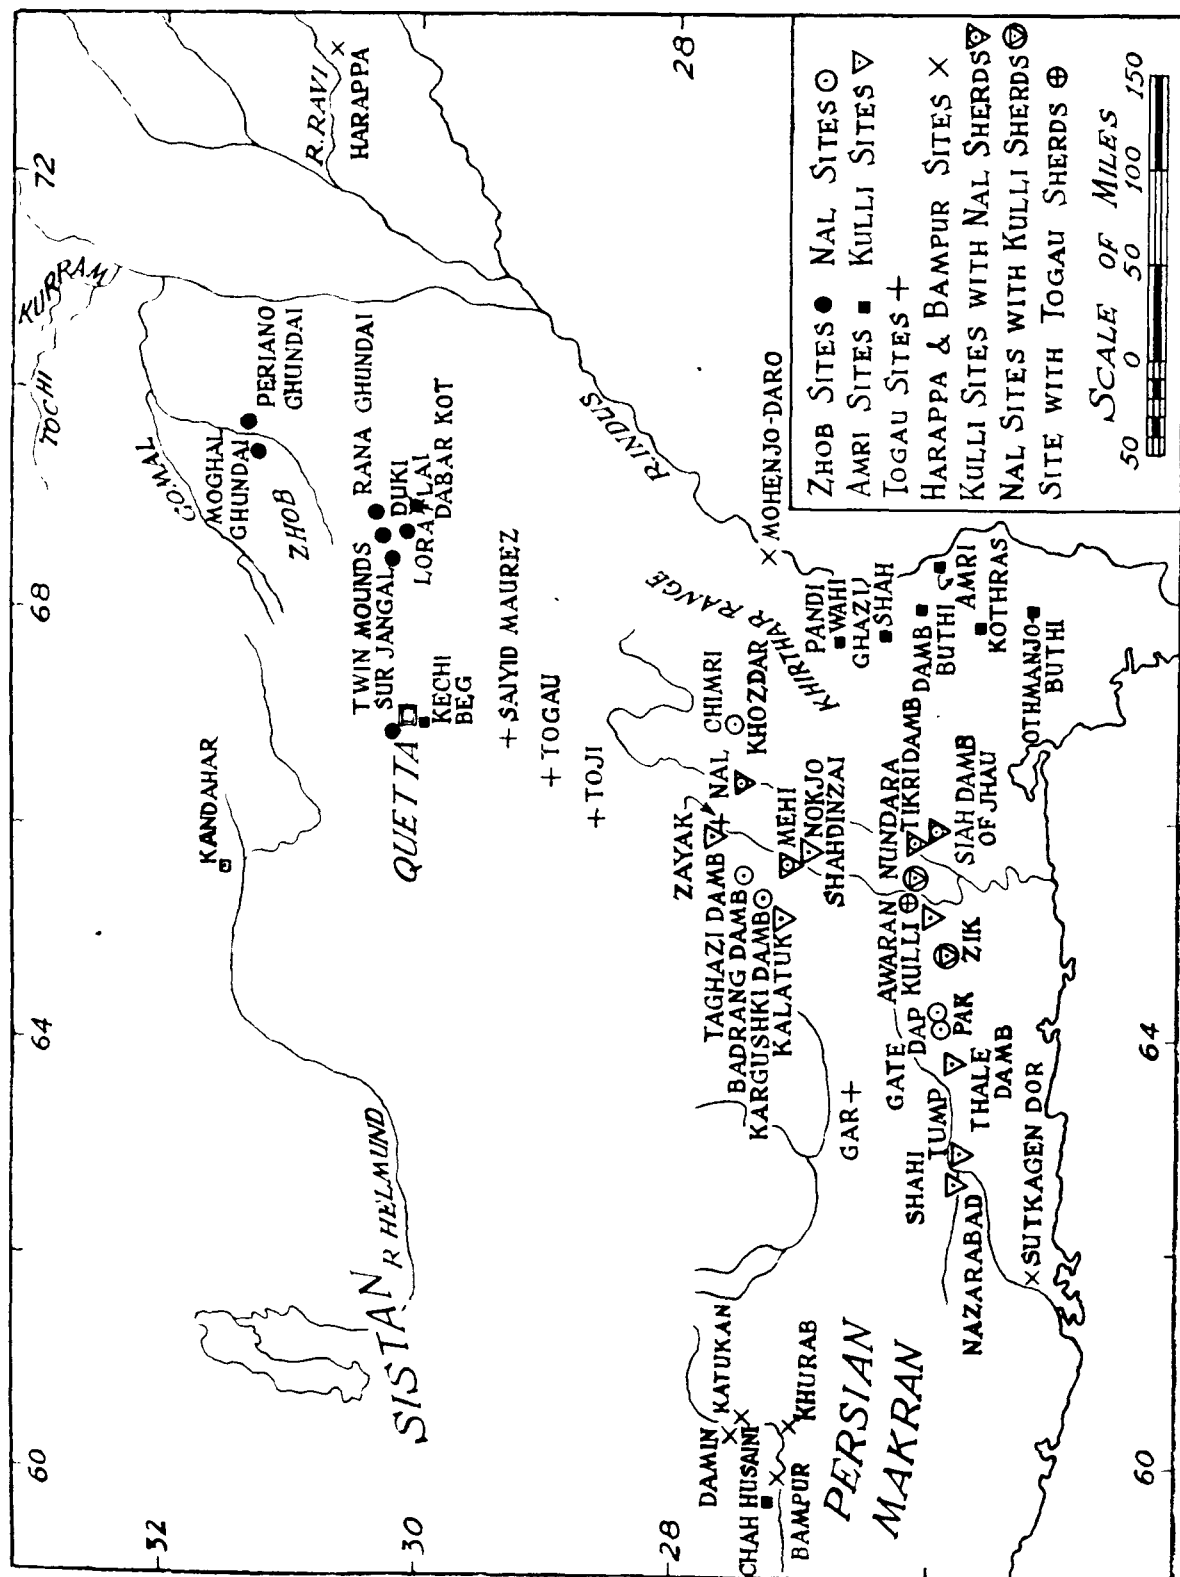 60
64
68
72
32
30
28
28
60
64
KURRAM
TOCHI
GOMAL
MOGHAL
GHUNDAI
PERIANO
GHUNDAI
ZHOB
R. RAVI
HARAPPA
KANDAHAR
TWIN MOUNDS
SUR JANGAL
RANA GHUNDAI
DUKI
LORALAI
DABAR KOT
QUETTA
KECHI
BEG
SAIYID MAUREZ
TOGAU
TOJI
SISTAN
R HELMUND
R. INDUS
MOHENJO-DARO
KHIRTHAR RANGE
CHIMRI
KHOZDAR
NAL
ZAYAK
TAGHAZI DAMB
BADRANG DAMB
KARGUSHKI DAMB
KALATUK
MEHI
NOKJO
SHAHDINZAI
PANDI
WAHI
GHAZI
SHAH
DAMB
BUTHI
AMRI
KOTHRAS
OTHMANJO-
BUTHI
TIKRI DAMB
NUNDARA
AWARAN
SIAH DAMB
OF JHAU
KULLI
ZIK
GATE
DAP
PAK
THALE
DAMB
GAR
SHAHI
TUMP
NAZARABAD
SUTKAGEN DOR
DAMIN
KATUKAN
CHAH HUSAINI
BAMPUR
KHURAB
PERSIAN
MAKRAN
ZHOB SITES NAL SITES
AMRI SITES KULLI SITES
TOGAU SITES
HARAPPA & BAMPUR SITES
KULLI SITES WITH NAL SHERDS
NAL SITES WITH KULLI SHERDS
SITE WITH TOGAU SHERDS
SCALE OF MILES
50 0 50 100 150